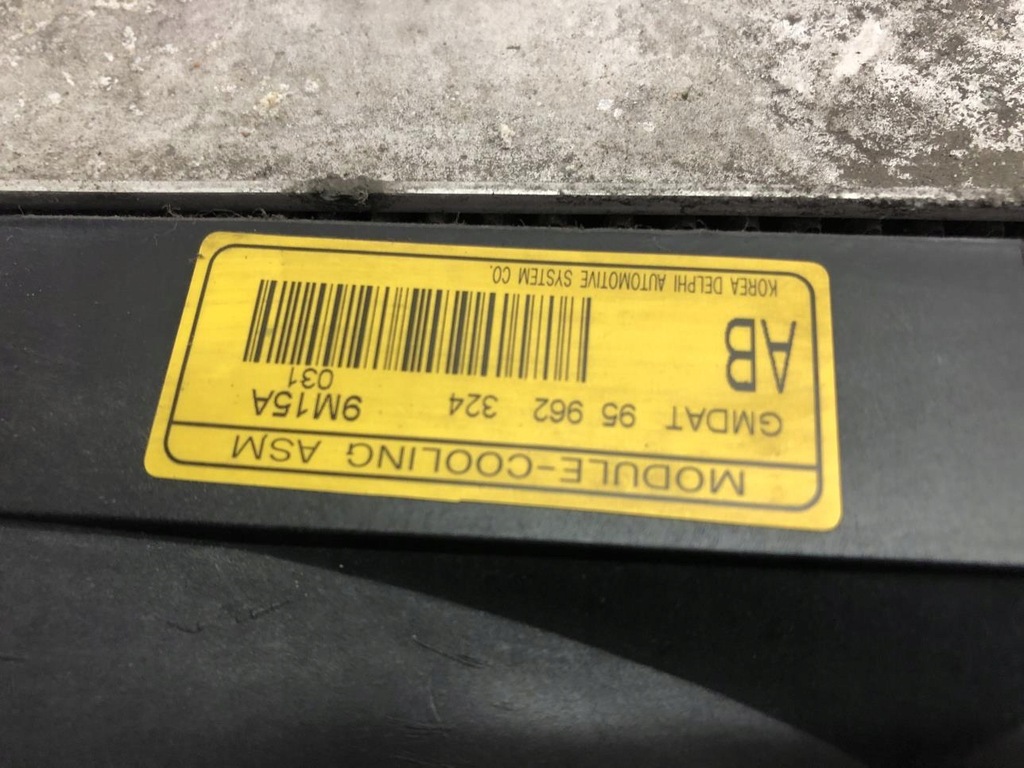 MODULE-COOLING ASM
GMDAT 95 962 324 9M15A
031
AB
KOREA DELPHI AUTOMOTIVE SYSTEM CO.